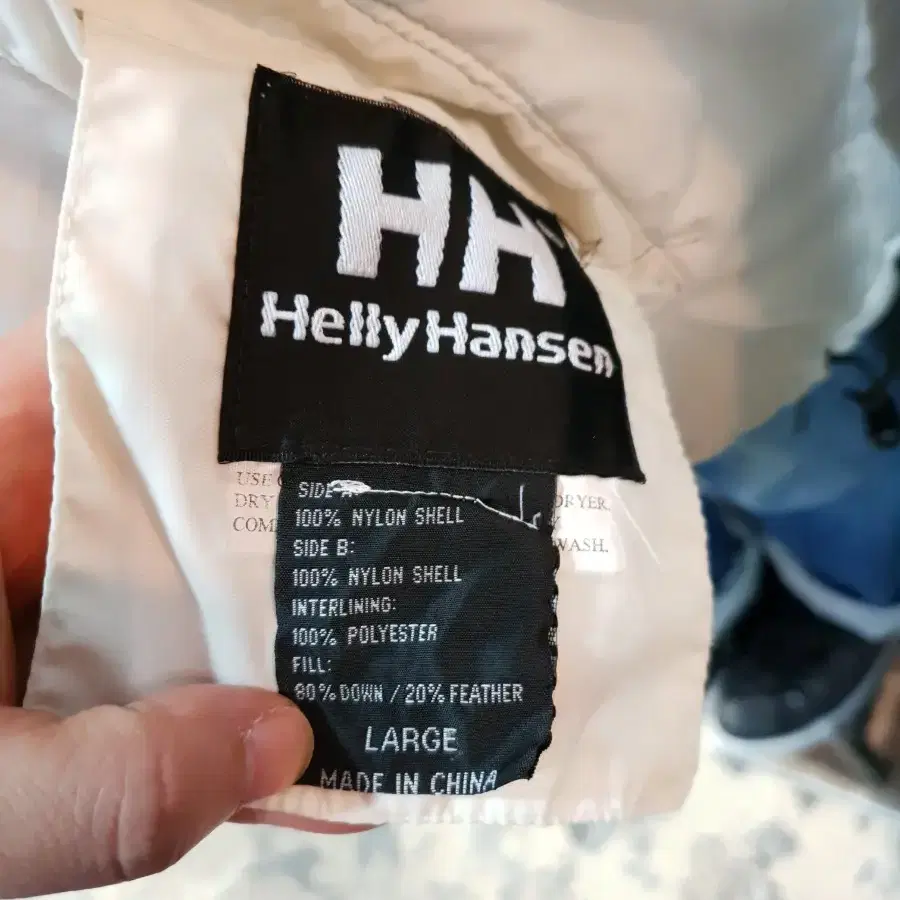 HH
Helly Hansen
USE
DRY DRYER.
COM WASH.
SIDE A:
100% NYLON SHELL
SIDE B:
100% NYLON SHELL
INTERLINING:
100% POLYESTER
FILL:
80% DOWN / 20% FEATHER
LARGE
MADE IN CHINA